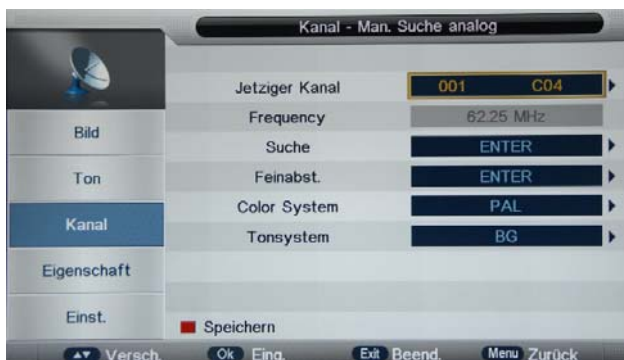 Kanal - Man. Suche analog
Bild
Ton
Kanal
Eigenschaft
Einst.
Jetziger Kanal 001 C04
Frequency 62.25 MHz
Suche ENTER
Feinabst. ENTER
Color System PAL
Tonsystem BG
Speichern
Versch. Ok Eing. Exit Beend. Menu Zurück